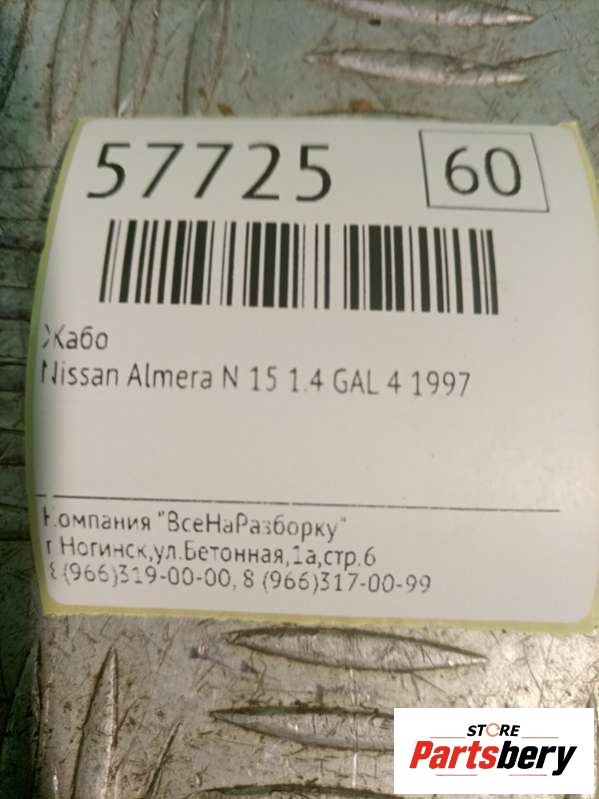 57725 60
Жабо
Nissan Almera N 15 1.4 GAL 4 1997
Компания "ВсеНаРазборку"
г Ногинск,ул.Бетонная,1а,стр.6
8 (966)319-00-00, 8 (966)317-00-99
STORE
Partsbery